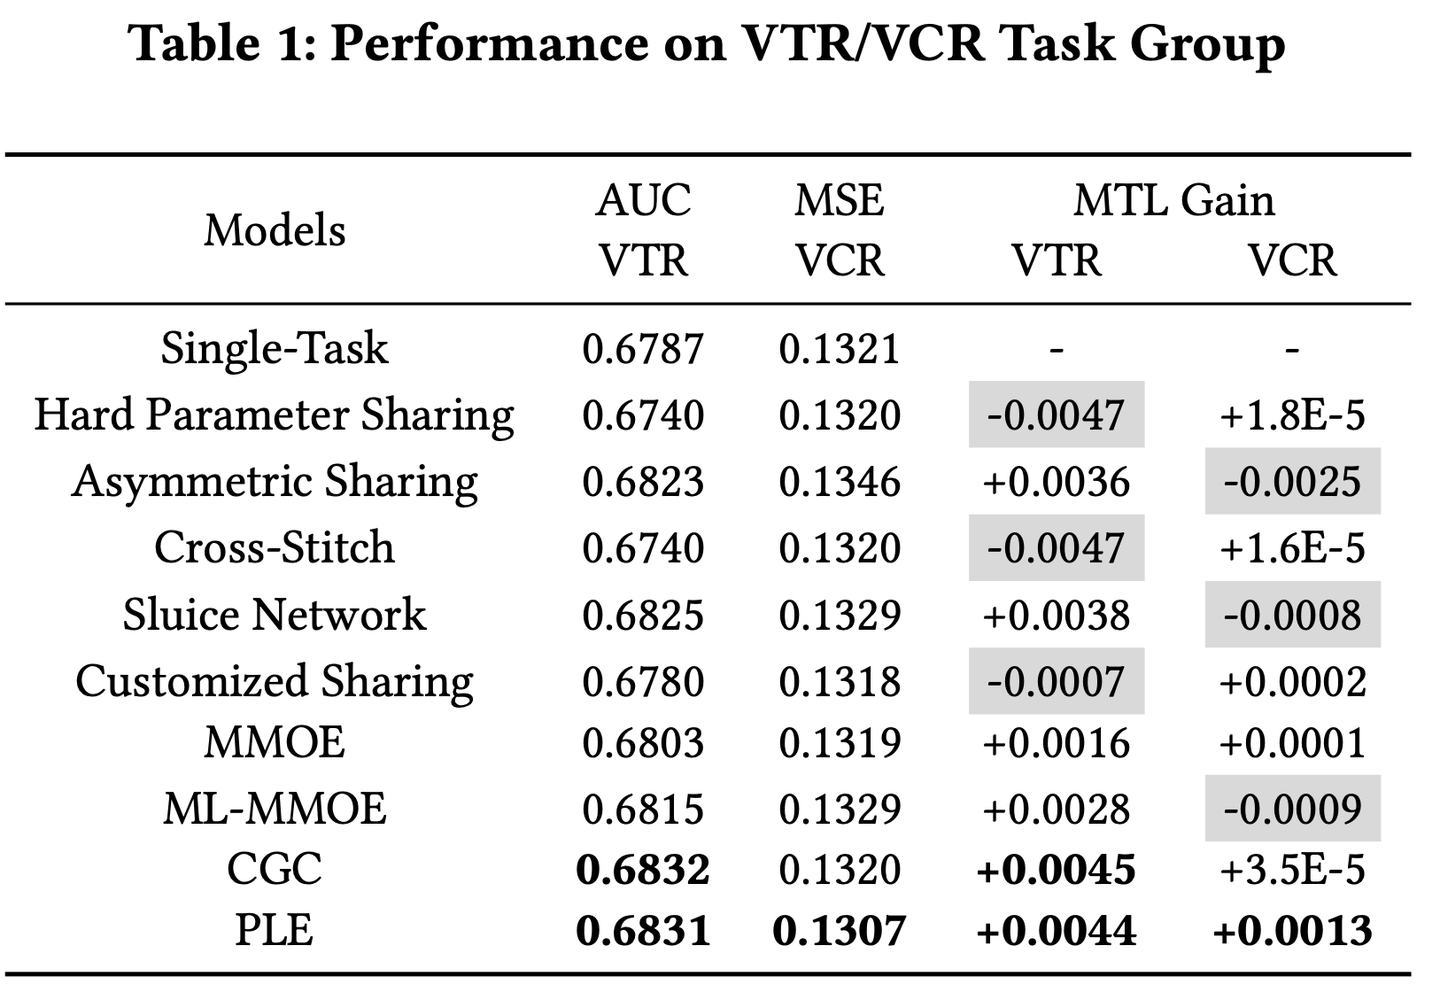 Table 1: Performance on VTR/VCR Task Group
Models AUC MSE MTL Gain
VTR VCR VTR VCR
Single-Task 0.6787 0.1321 - -
Hard Parameter Sharing 0.6740 0.1320 -0.0047 +1.8E-5
Asymmetric Sharing 0.6823 0.1346 +0.0036 -0.0025
Cross-Stitch 0.6740 0.1320 -0.0047 +1.6E-5
Sluice Network 0.6825 0.1329 +0.0038 -0.0008
Customized Sharing 0.6780 0.1318 -0.0007 +0.0002
MMOE 0.6803 0.1319 +0.0016 +0.0001
ML-MMOE 0.6815 0.1329 +0.0028 -0.0009
CGC 0.6832 0.1320 +0.0045 +3.5E-5
PLE 0.6831 0.1307 +0.0044 +0.0013